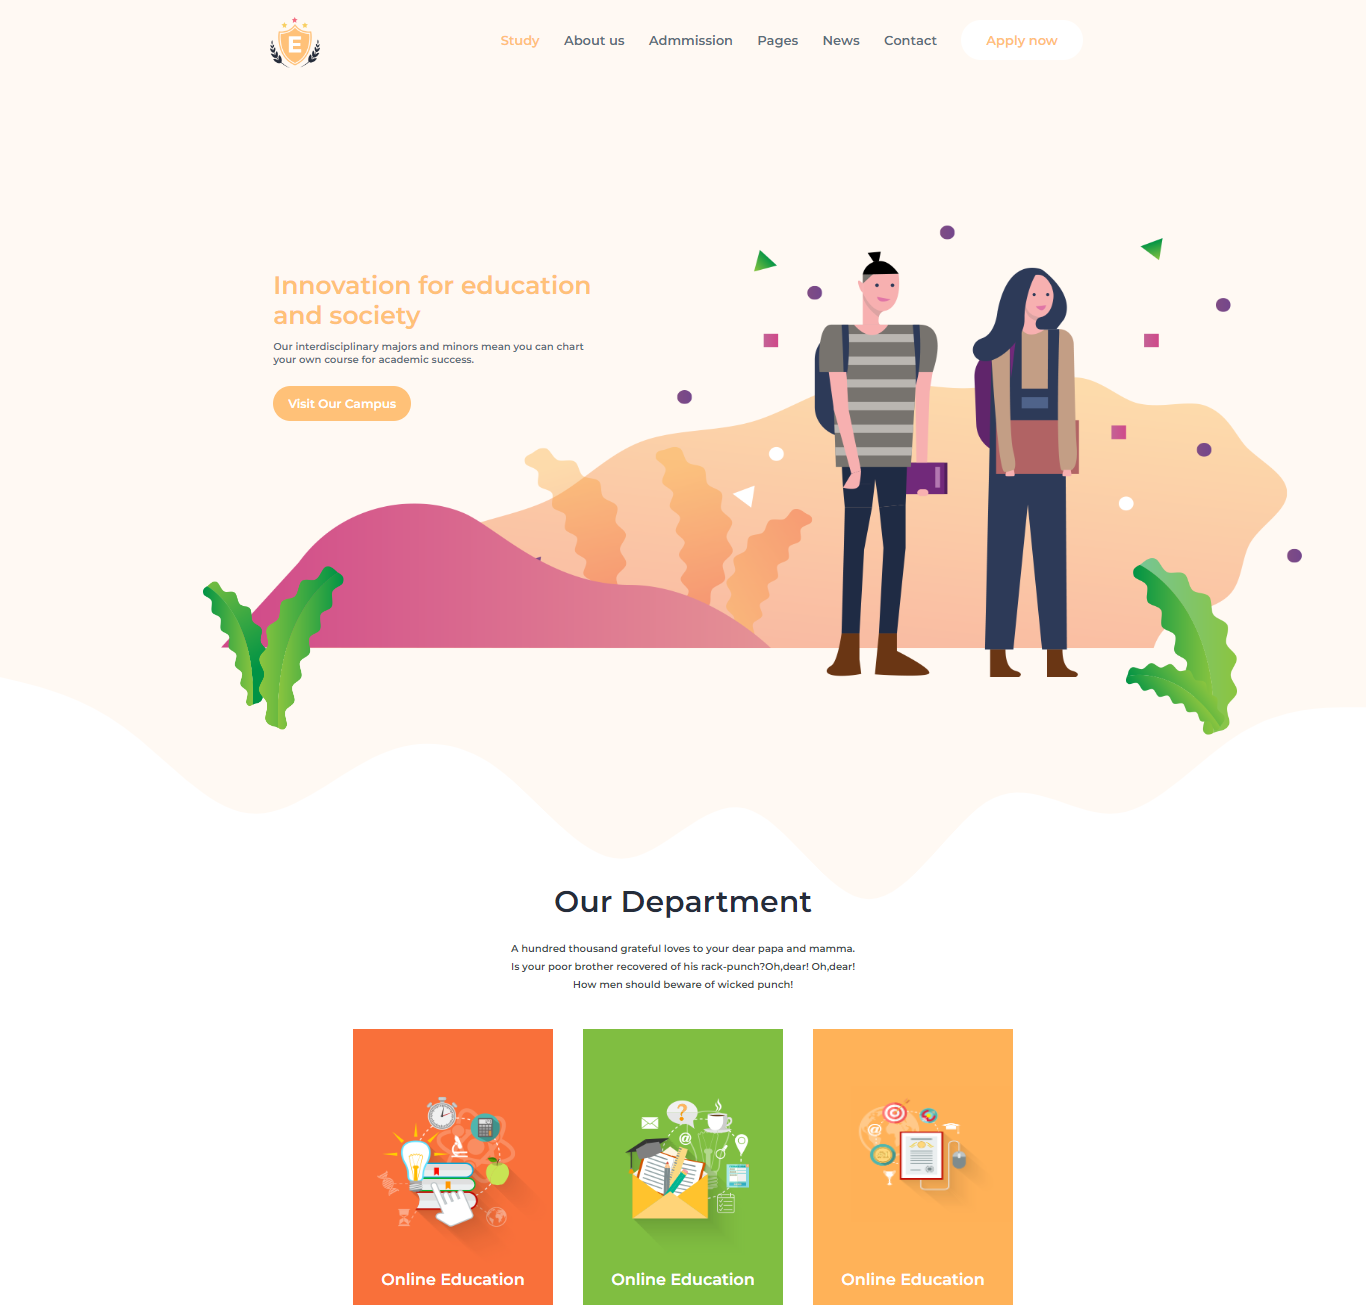 E
Study About us Admmission Pages News Contact Apply now
Innovation for education
and society
Our interdisciplinary majors and minors mean you can chart
your own course for academic success.
Visit Our Campus
Our Department
A hundred thousand grateful loves to your dear papa and mamma.
Is your poor brother recovered of his rack-punch?Oh,dear! Oh,dear!
How men should beware of wicked punch!
?
@
@
Online Education Online Education Online Education